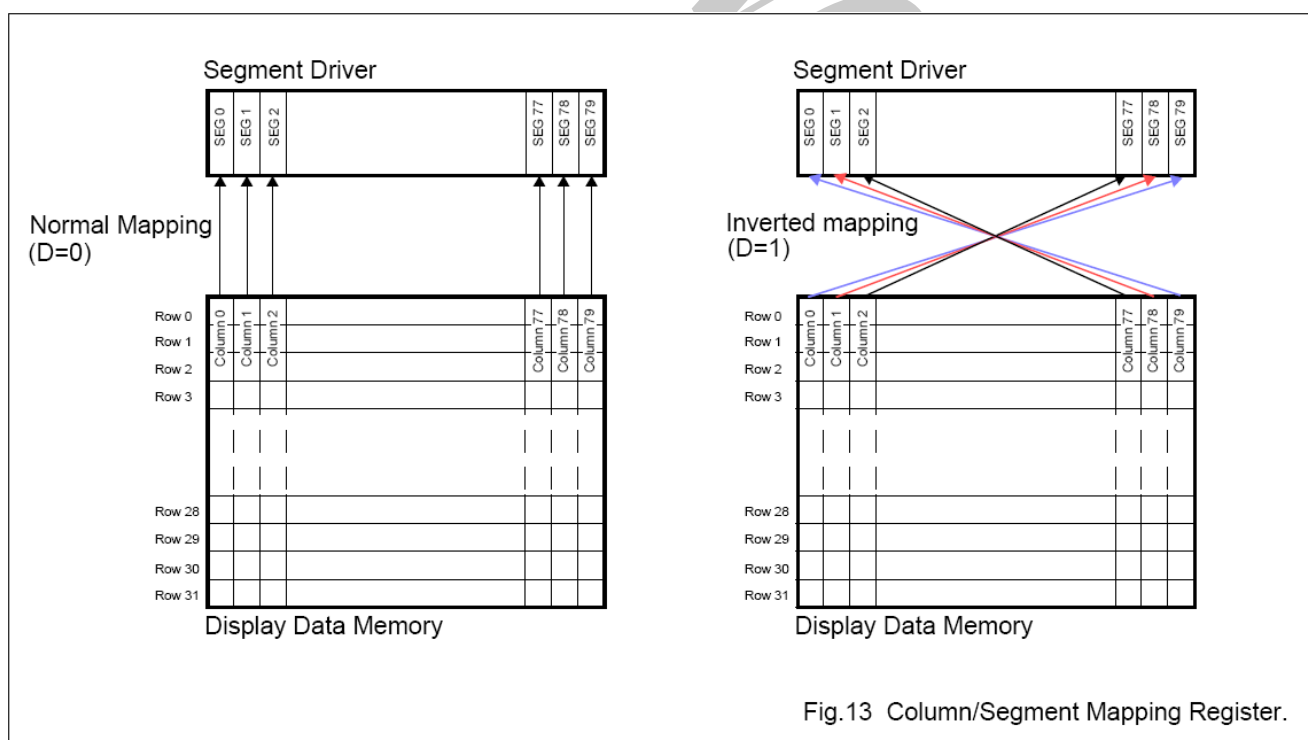 Segment Driver
SEG 0
SEG 1
SEG 2
SEG 77
SEG 78
SEG 79
Normal Mapping
(D=0)
Row 0
Row 1
Row 2
Row 3
Row 28
Row 29
Row 30
Row 31
Column 0
Column 1
Column 2
Column 77
Column 78
Column 79
Display Data Memory
Segment Driver
SEG 0
SEG 1
SEG 2
SEG 77
SEG 78
SEG 79
Inverted mapping
(D=1)
Row 0
Row 1
Row 2
Row 3
Row 28
Row 29
Row 30
Row 31
Column 0
Column 1
Column 2
Column 77
Column 78
Column 79
Display Data Memory
Fig.13 Column/Segment Mapping Register.